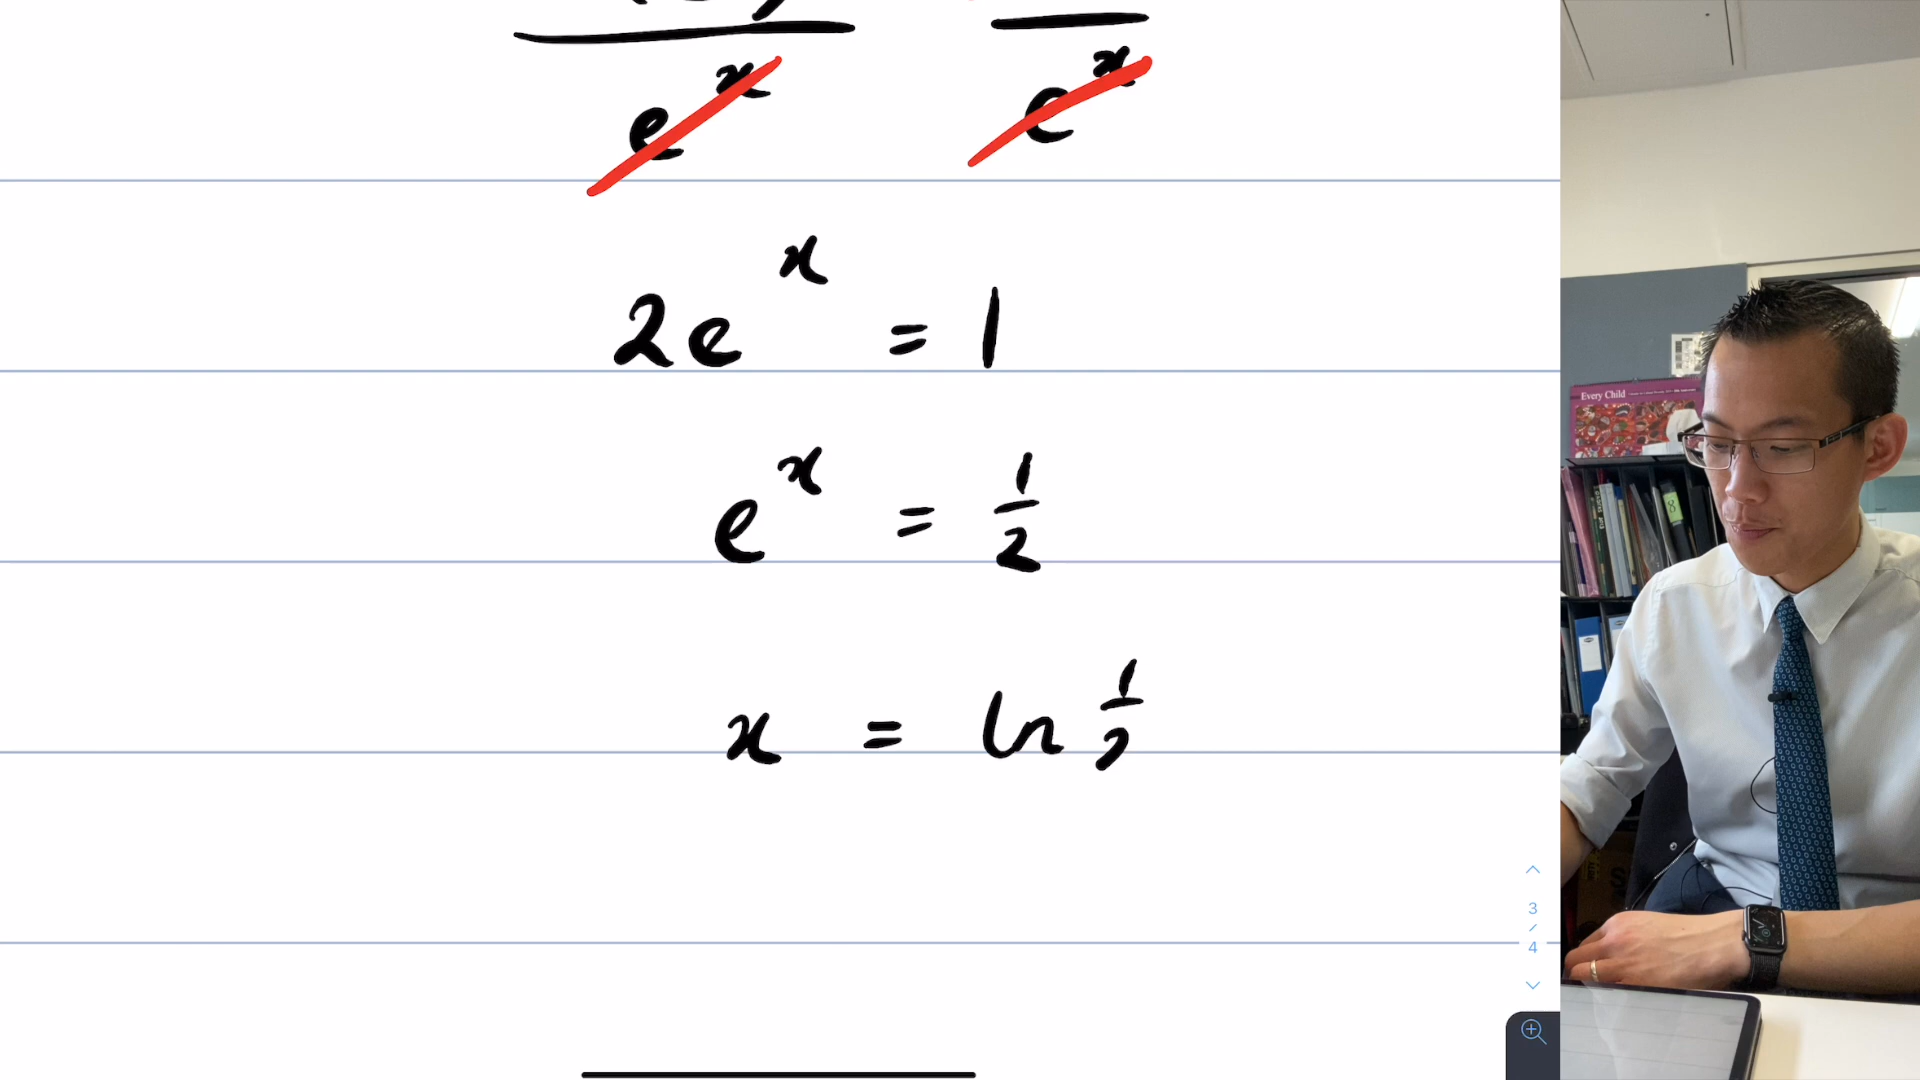 e^x e^x
2e^x = 1
e^x = 1/2
x = ln 1/2
Every Child
3
/
4